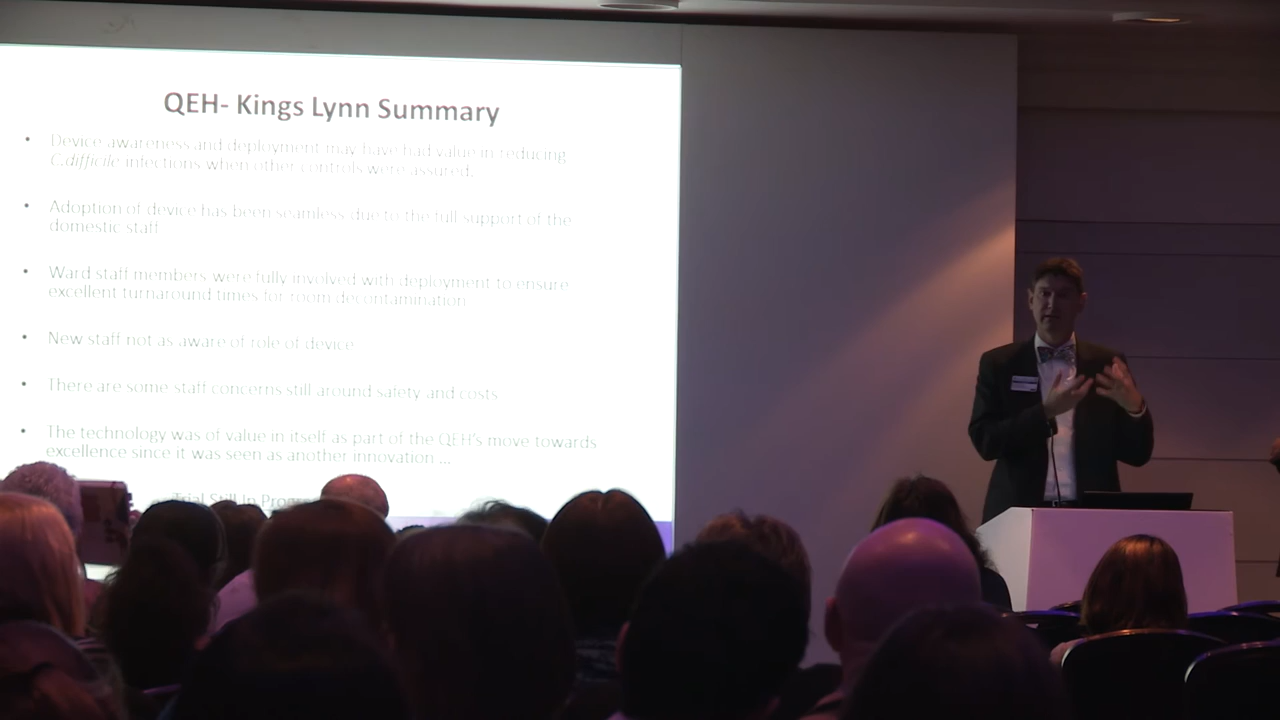 QEH- Kings Lynn Summary
• Device awareness and deployment may have had value in reducing
C.difficile infections when other controls were assured.
• Adoption of device has been seamless due to the full support of the
domestic staff
• Ward staff members were fully involved with deployment to ensure
excellent turnaround times for room decontamination
• New staff not as aware of role of device
• There are some staff concerns still around safety and costs
• The technology was of value in itself as part of the QEH's move towards
excellence since it was seen as another innovation ...
Trial Still In